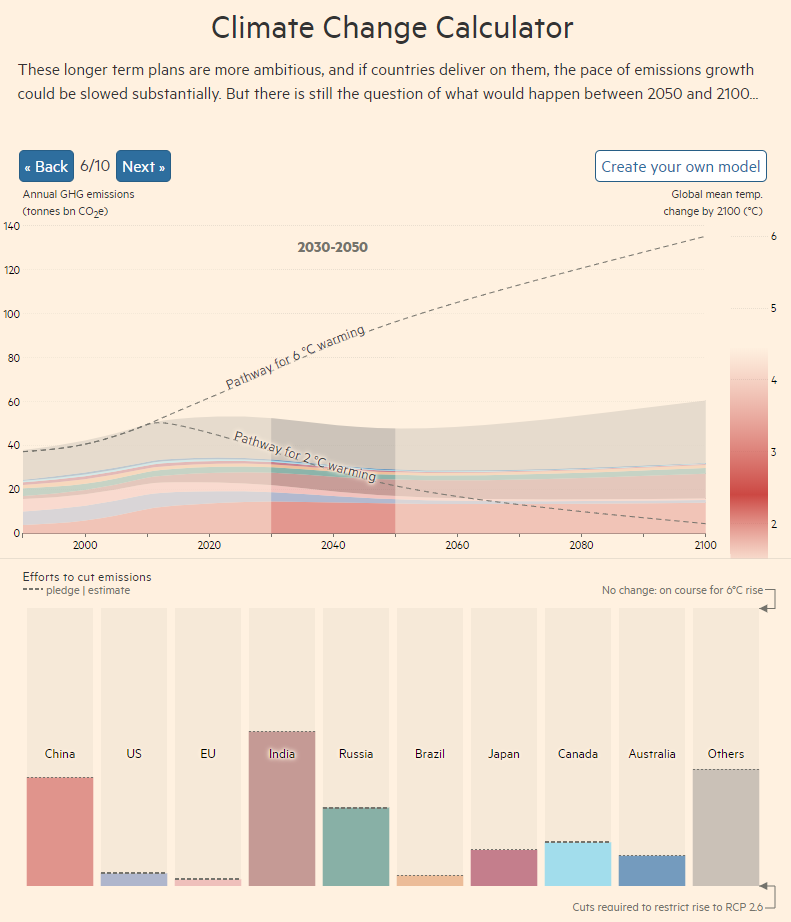 Climate Change Calculator
These longer term plans are more ambitious, and if countries deliver on them, the pace of emissions growth
could be slowed substantially. But there is still the question of what would happen between 2050 and 2100...
« Back 6/10 Next » Create your own model
Annual GHG emissions
(tonnes bn CO₂e)
Global mean temp.
change by 2100 (°C)
140
120
100
80
60
40
20
0
2030-2050
Pathway for 6 °C warming
Pathway for 2 °C warming
6
5
4
3
2
2000 2020 2040 2060 2080 2100
Efforts to cut emissions
pledge | estimate
No change: on course for 6°C rise
China US EU India Russia Brazil Japan Canada Australia Others
Cuts required to restrict rise to RCP 2.6